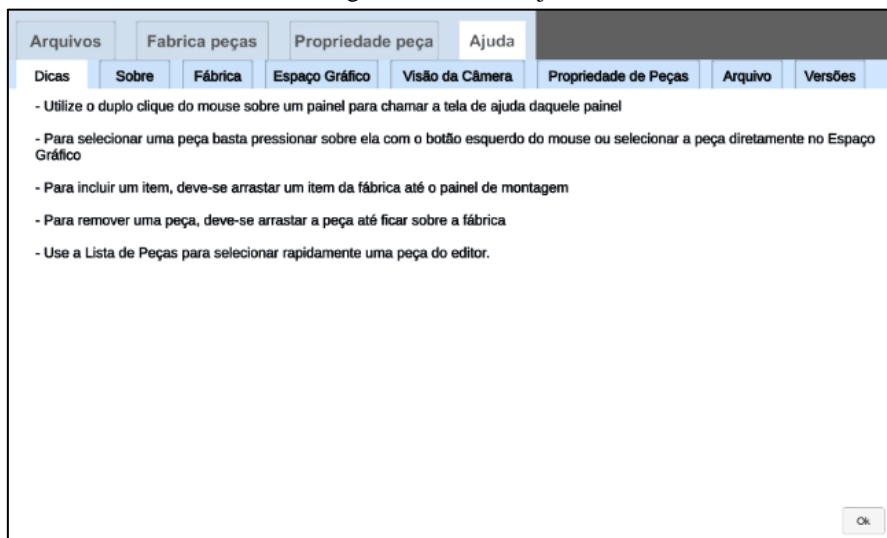 Arquivos Fabrica peças Propriedade peça Ajuda
Dicas Sobre Fábrica Espaço Gráfico Visão da Câmera Propriedade de Peças Arquivo Versões
- Utilize o duplo clique do mouse sobre um painel para chamar a tela de ajuda daquele painel
- Para selecionar uma peça basta pressionar sobre ela com o botão esquerdo do mouse ou selecionar a peça diretamente no Espaço
Gráfico
- Para incluir um item, deve-se arrastar um item da fábrica até o painel de montagem
- Para remover uma peça, deve-se arrastar a peça até ficar sobre a fábrica
- Use a Lista de Peças para selecionar rapidamente uma peça do editor.
Ok